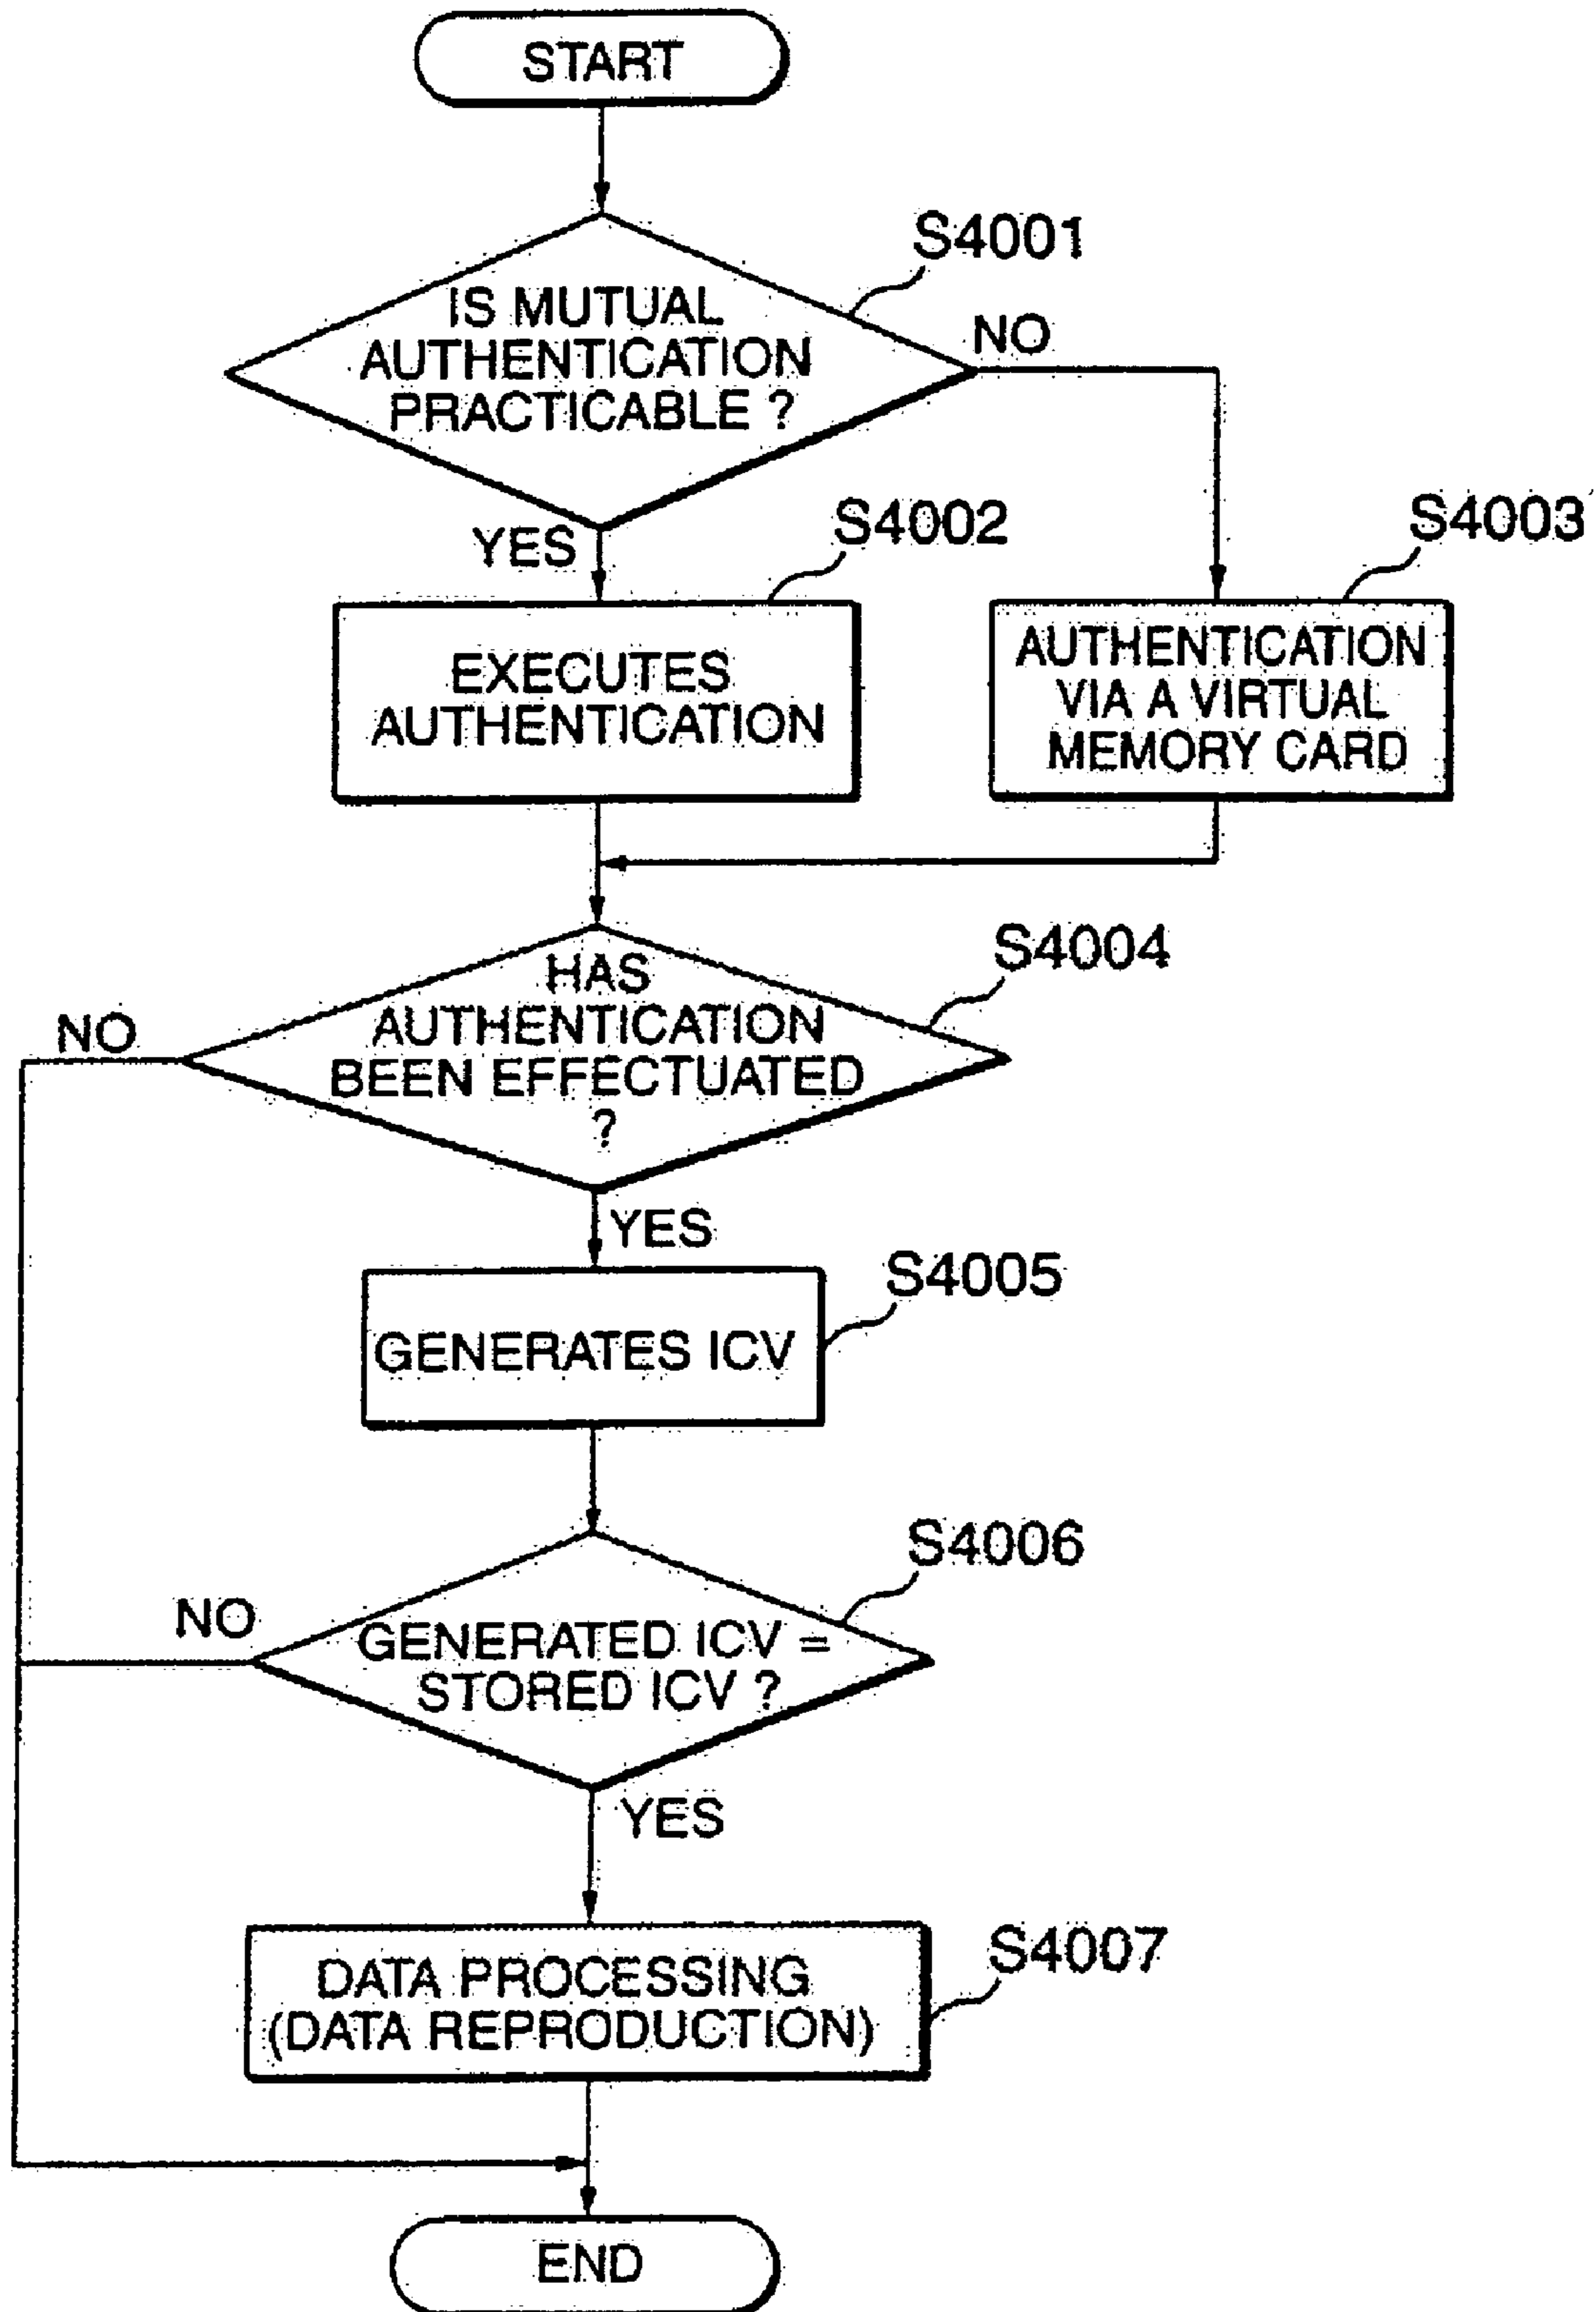 START
S4001
IS MUTUAL
AUTHENTICATION
PRACTICABLE ?
NO
YES
S4002
S4003
EXECUTES
AUTHENTICATION
AUTHENTICATION
VIA A VIRTUAL
MEMORY CARD
S4004
HAS
AUTHENTICATION
BEEN EFFECTUATED
?
NO
YES
S4005
GENERATES ICV
S4006
NO
GENERATED ICV =
STORED ICV ?
YES
S4007
DATA PROCESSING
(DATA REPRODUCTION)
END